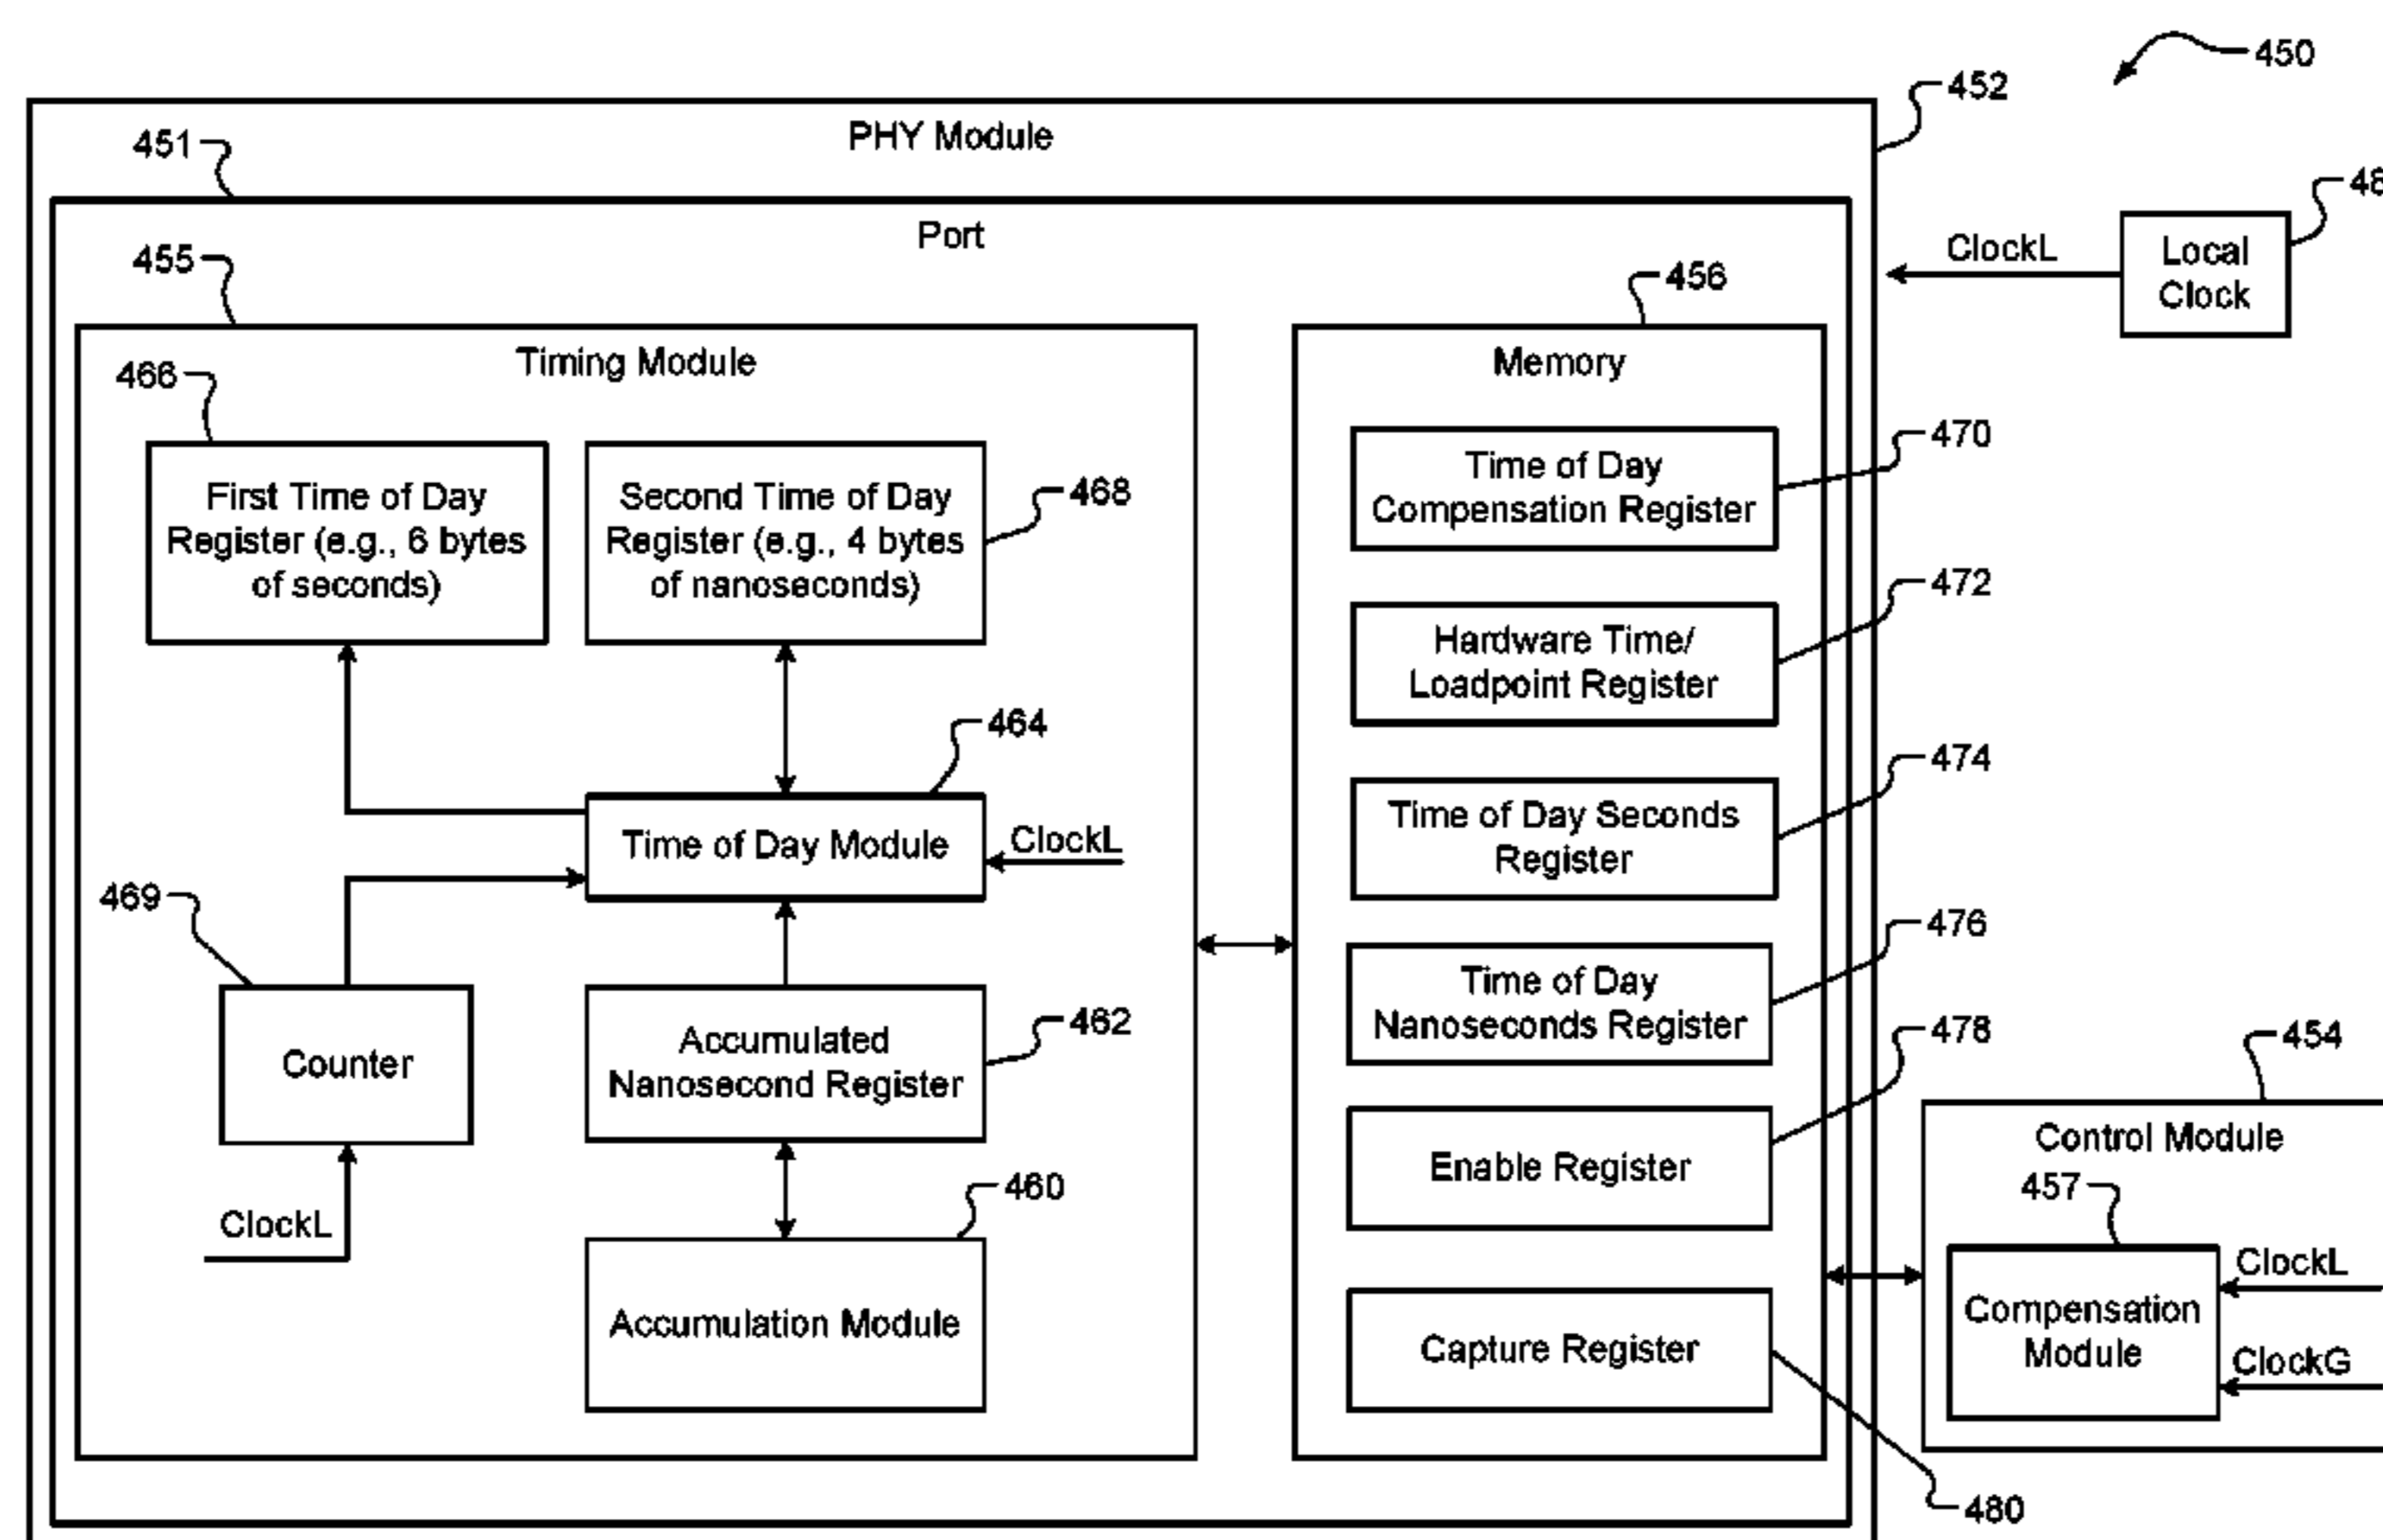 450
452
PHY Module
451
Port
455
456
ClockL
Local
Clock
Timing Module
Memory
466
470
First Time of Day
Register (e.g., 6 bytes
of seconds)
Second Time of Day
Register (e.g., 4 bytes
of nanoseconds)
468
Time of Day
Compensation Register
472
Hardware Time/
Loadpoint Register
464
474
Time of Day Module
ClockL
Time of Day Seconds
Register
469
476
Time of Day
Nanoseconds Register
Counter
Accumulated
Nanosecond Register
462
478
454
Enable Register
Control Module
457
ClockL
460
Accumulation Module
Capture Register
Compensation
Module
ClockL
ClockG
480